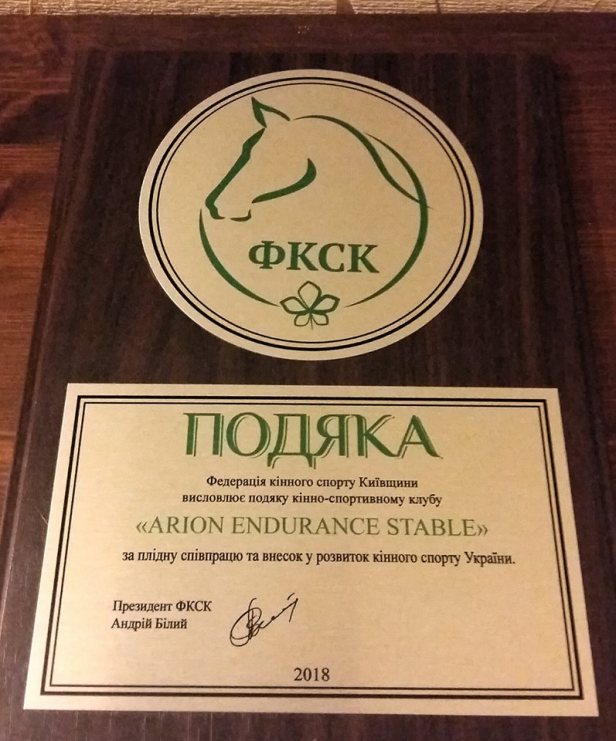 ФКСК
ПОДЯКА
Федерація кінного спорту Київщини
висловлює подяку кінно-спортивному клубу
«ARION ENDURANCE STABLE»
за плідну співпрацю та внесок у розвиток кінного спорту України.
Президент ФКСК
Андрій Білий
2018